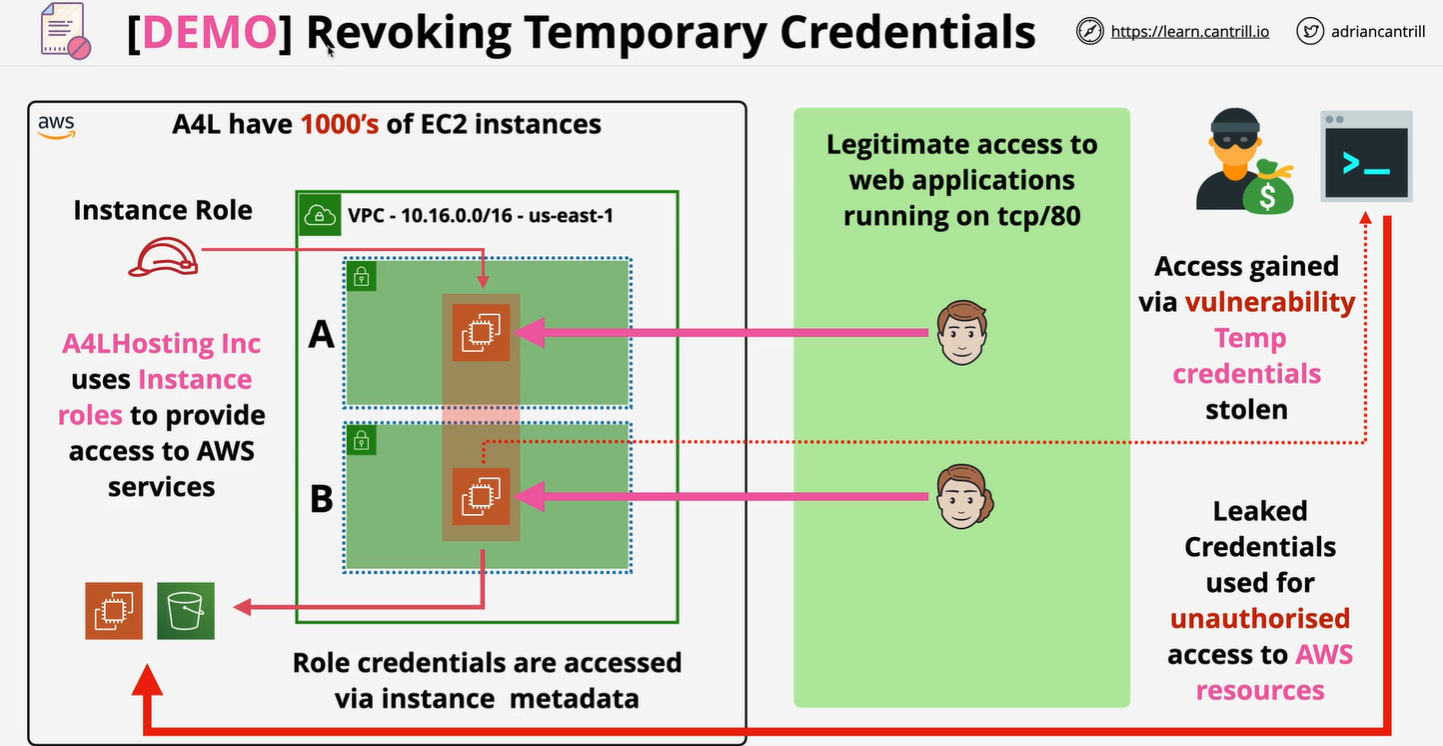 [DEMO] Revoking Temporary Credentials
https://learn.cantrill.io
adriancantrill
aws
A4L have 1000's of EC2 instances
Instance Role
VPC - 10.16.0.0/16 - us-east-1
A4LHosting Inc
uses Instance
roles to provide
access to AWS
services
A
B
Role credentials are accessed
via instance metadata
Legitimate access to
web applications
running on tcp/80
$
>_
Access gained
via vulnerability
Temp
credentials
stolen
Leaked
Credentials
used for
unauthorised
access to AWS
resources